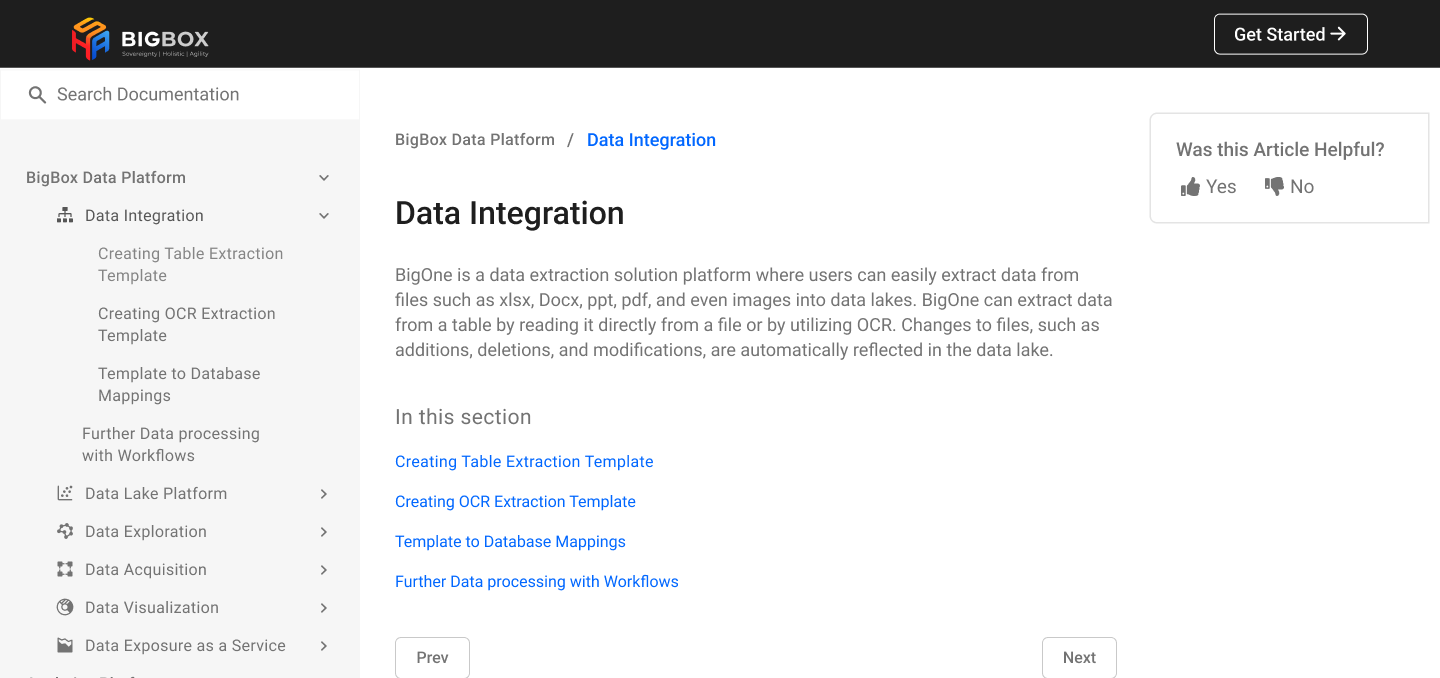 BIGBOX
Sovereignty | Holistic | Agility
Get Started
Search Documentation
BigBox Data Platform
Data Integration
Creating Table Extraction
Template
Creating OCR Extraction
Template
Template to Database
Mappings
Further Data processing
with Workflows
Data Lake Platform
Data Exploration
Data Acquisition
Data Visualization
Data Exposure as a Service
BigBox Data Platform / Data Integration
Data Integration
BigOne is a data extraction solution platform where users can easily extract data from
files such as xlsx, Docx, ppt, pdf, and even images into data lakes. BigOne can extract data
from a table by reading it directly from a file or by utilizing OCR. Changes to files, such as
additions, deletions, and modifications, are automatically reflected in the data lake.
In this section
Creating Table Extraction Template
Creating OCR Extraction Template
Template to Database Mappings
Further Data processing with Workflows
Prev
Next
Was this Article Helpful?
Yes No